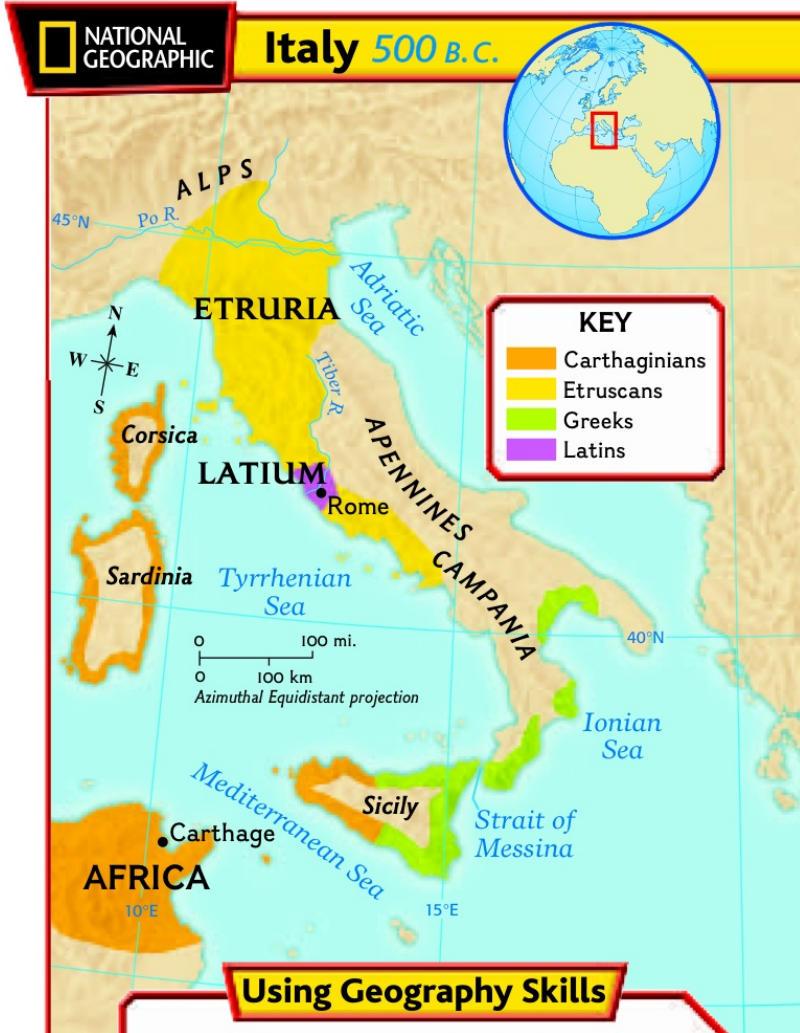 NATIONAL
GEOGRAPHIC
Italy 500 B.C.
ALPS
45°N
Po R.
Adriatic
Sea
ETRURIA
N
W E
S
KEY
Carthaginians
Etruscans
Greeks
Latins
Tiber R.
Corsica
APENNINES
LATIUM
Rome
Sardinia
Tyrrhenian
Sea
CAMPANIA
40°N
0 100 mi.
0 100 km
Azimuthal Equidistant projection
Ionian
Sea
Mediterranean Sea
Sicily
Strait of
Messina
Carthage
AFRICA
10°E
15°E
Using Geography Skills